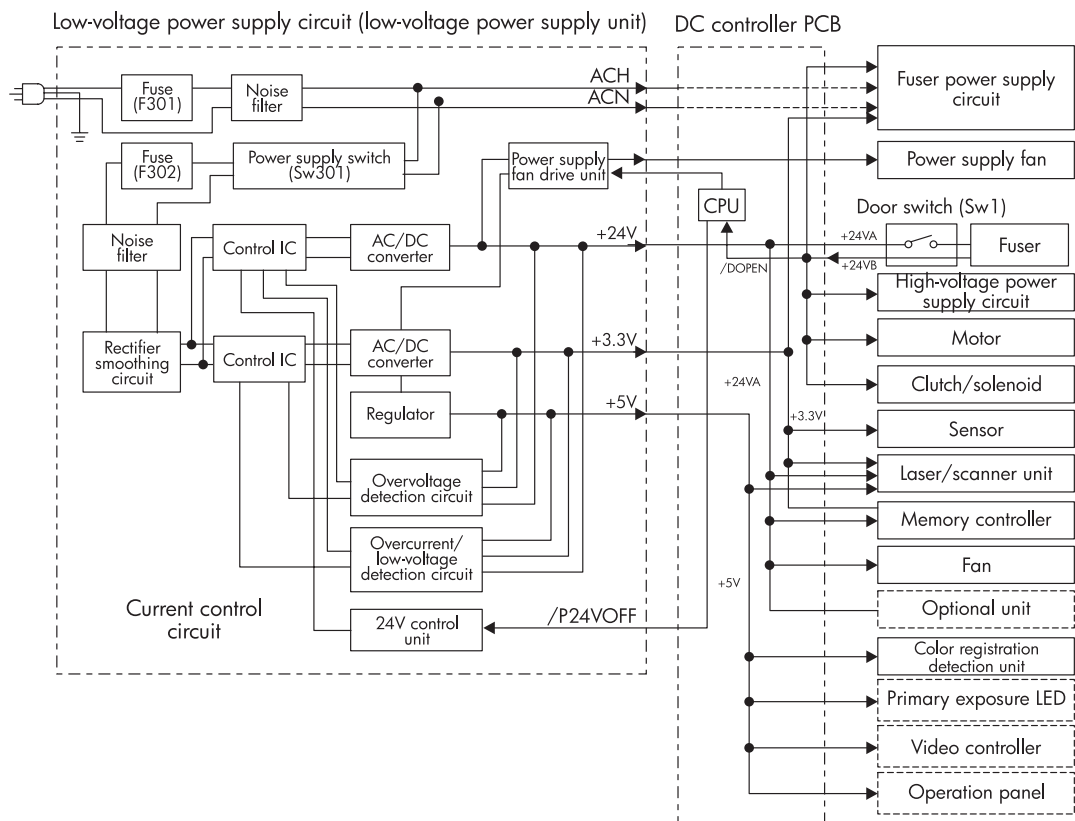 Low-voltage power supply circuit (low-voltage power supply unit)
DC controller PCB
ACH
ACN
Fuse
(F301)
Noise
filter
Fuser power supply
circuit
Fuse
(F302)
Power supply switch
(Sw301)
Power supply
fan drive unit
Power supply fan
CPU
Door switch (Sw1)
Noise
filter
Control IC
AC/DC
converter
+24V
+24VA
Fuser
/DOPEN
+24VB
High-voltage power
supply circuit
Rectifier
smoothing
circuit
Control IC
AC/DC
converter
+3.3V
Motor
+24VA
Clutch/solenoid
Regulator
+5V
+3.3V
Sensor
Overvoltage
detection circuit
Laser/scanner unit
Memory controller
Overcurrent/
low-voltage
detection circuit
Fan
+5V
Current control
circuit
24V control
unit
/P24VOFF
Optional unit
Color registration
detection unit
Primary exposure LED
Video controller
Operation panel